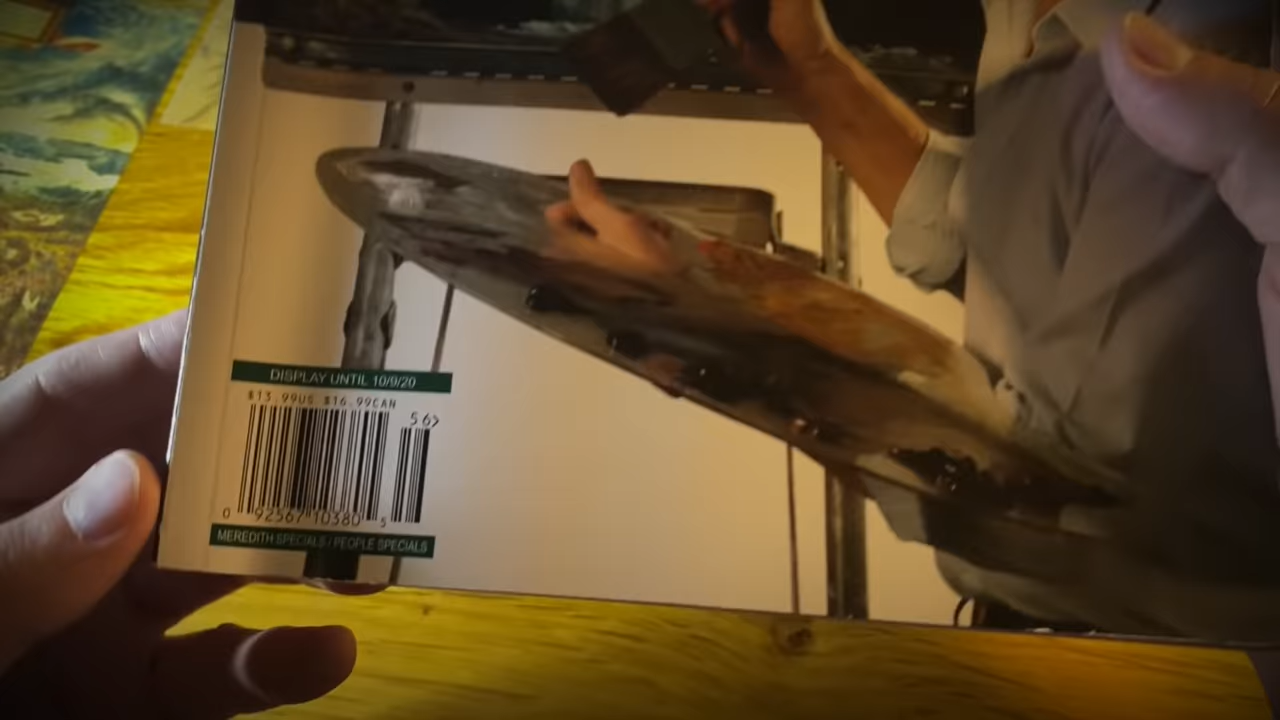 DISPLAY UNTIL 10/9/20
$13.99US $16.99CAN
56>
0 92567 10380 5
MEREDITH SPECIALS / PEOPLE SPECIALS